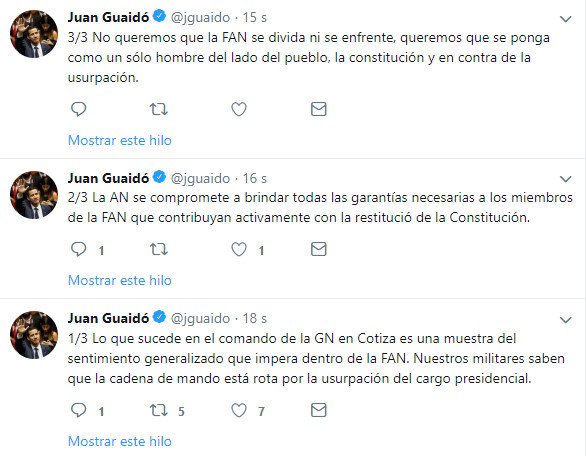 Juan Guaidó @jguaido · 15 s
3/3 No queremos que la FAN se divida ni se enfrente, queremos que se ponga
como un sólo hombre del lado del pueblo, la constitución y en contra de la
usurpación.
Mostrar este hilo
Juan Guaidó @jguaido · 16 s
2/3 La AN se compromete a brindar todas las garantías necesarias a los miembros
de la FAN que contribuyan activamente con la restitució de la Constitución.
1 1
Mostrar este hilo
Juan Guaidó @jguaido · 18 s
1/3 Lo que sucede en el comando de la GN en Cotiza es una muestra del
sentimiento generalizado que impera dentro de la FAN. Nuestros militares saben
que la cadena de mando está rota por la usurpación del cargo presidencial.
1 5 7
Mostrar este hilo